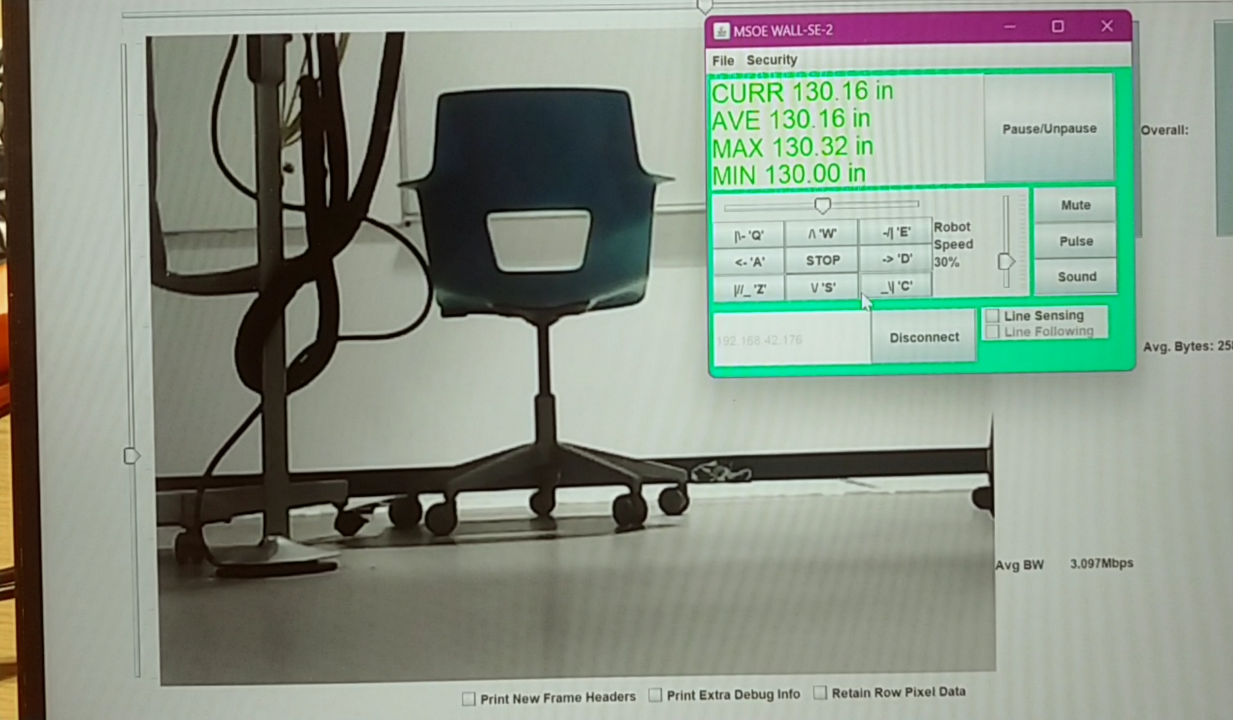 MSOE WALL-SE-2
File Security
CURR 130.16 in
AVE 130.16 in
MAX 130.32 in
MIN 130.00 in
Pause/Unpause
Overall:
Mute
Pulse
Sound
|\- 'Q'
/\ 'W'
-/| 'E'
<- 'A'
STOP
-> 'D'
|//_ 'Z'
\/ 'S'
_\| 'C'
Robot
Speed
30%
192.168.42.176
Disconnect
Line Sensing
Line Following
Avg. Bytes: 258
Avg BW 3.097Mbps
Print New Frame Headers
Print Extra Debug Info
Retain Row Pixel Data